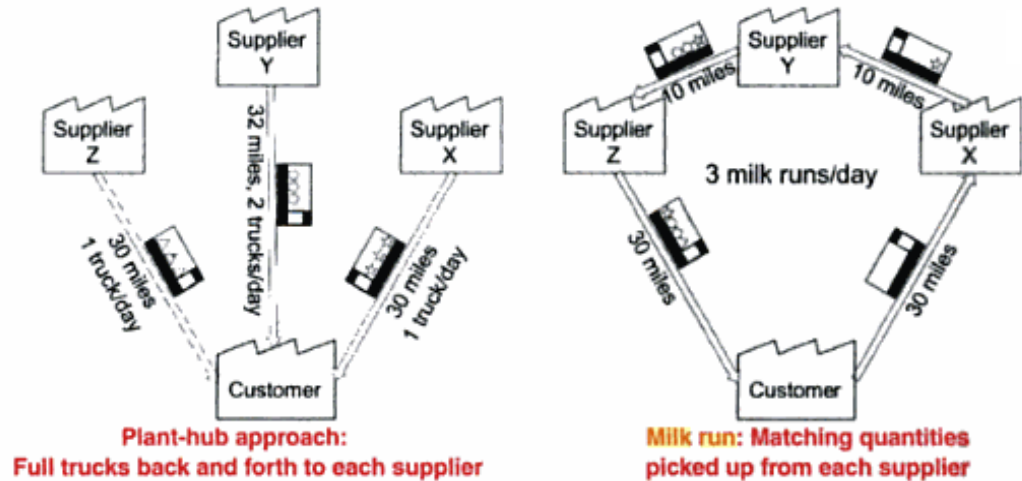 Supplier
Y
Supplier
Z
Supplier
X
32 miles, 2 trucks/day
30 miles
1 truck/day
30 miles
1 truck/day
Customer
Plant-hub approach:
Full trucks back and forth to each supplier
Supplier
Y
10 miles
10 miles
Supplier
Z
Supplier
X
3 milk runs/day
30 miles
30 miles
Customer
Milk run: Matching quantities
picked up from each supplier